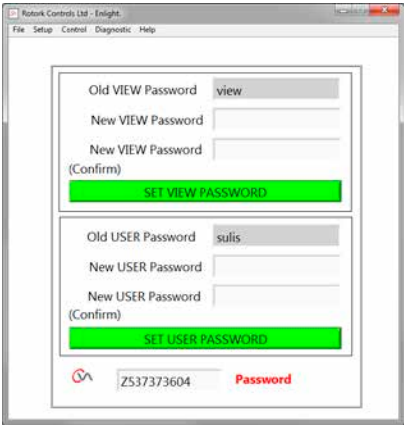 Rotork Controls Ltd - Enlight.
File Setup Control Diagnostic Help
Old VIEW Password view
New VIEW Password
New VIEW Password
(Confirm)
SET VIEW PASSWORD
Old USER Password sulis
New USER Password
New USER Password
(Confirm)
SET USER PASSWORD
Z537373604 Password